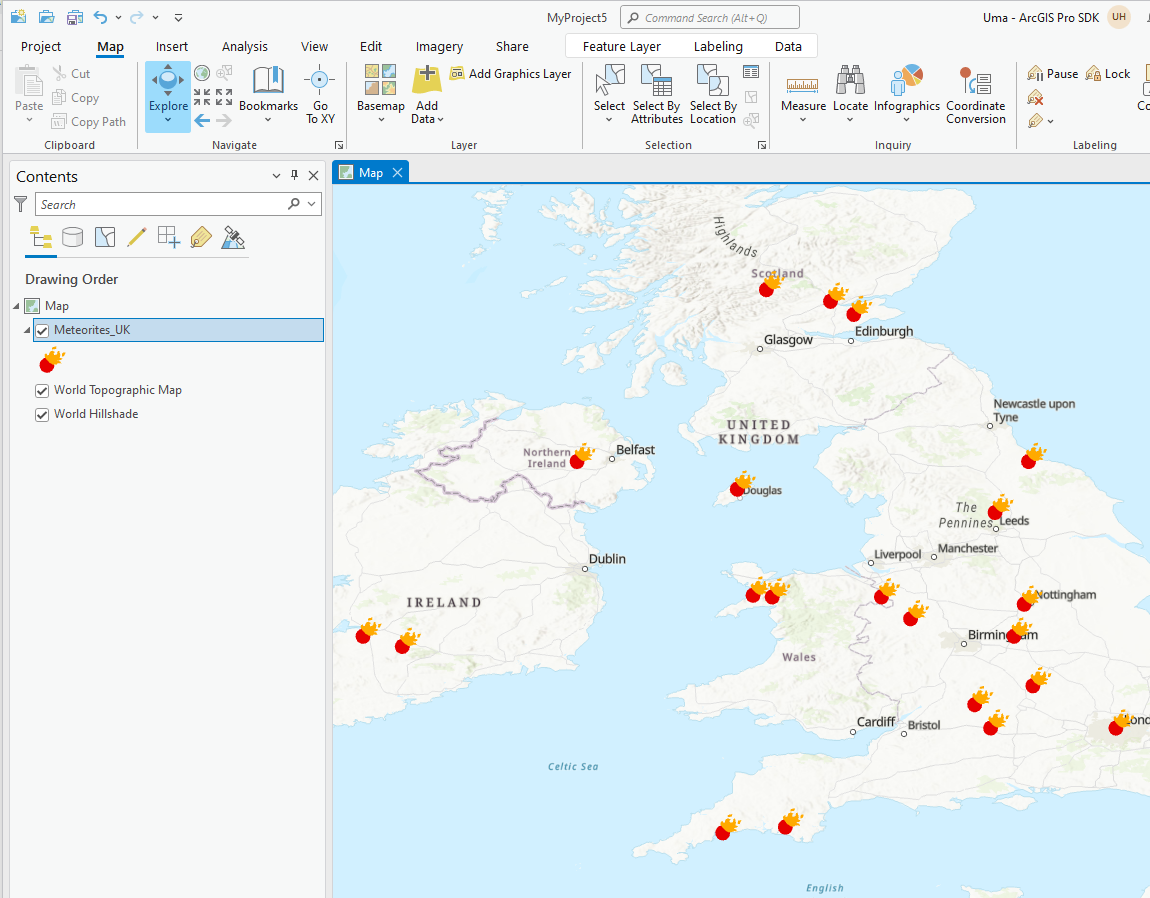 MyProject5
Command Search (Alt+Q)
Uma - ArcGIS Pro SDK
UH
Project
Map
Insert
Analysis
View
Edit
Imagery
Share
Feature Layer
Labeling
Data
Paste
Cut
Copy
Copy Path
Clipboard
Explore
Bookmarks
Go
To XY
Navigate
Basemap
Add
Data
Add Graphics Layer
Layer
Select
Select By
Attributes
Select By
Location
Selection
Measure
Locate
Infographics
Coordinate
Conversion
Inquiry
Pause
Lock
Co
Labeling
Contents
Search
Drawing Order
Map
Meteorites_UK
World Topographic Map
World Hillshade
Map
Highlands
Scotland
Glasgow
Edinburgh
Newcastle upon
Tyne
UNITED
KINGDOM
Northern
Ireland
Belfast
Douglas
The
Pennines
Leeds
Dublin
Liverpool
Manchester
IRELAND
Nottingham
Birmingham
Wales
Cardiff
Bristol
Lond
Celtic Sea
English